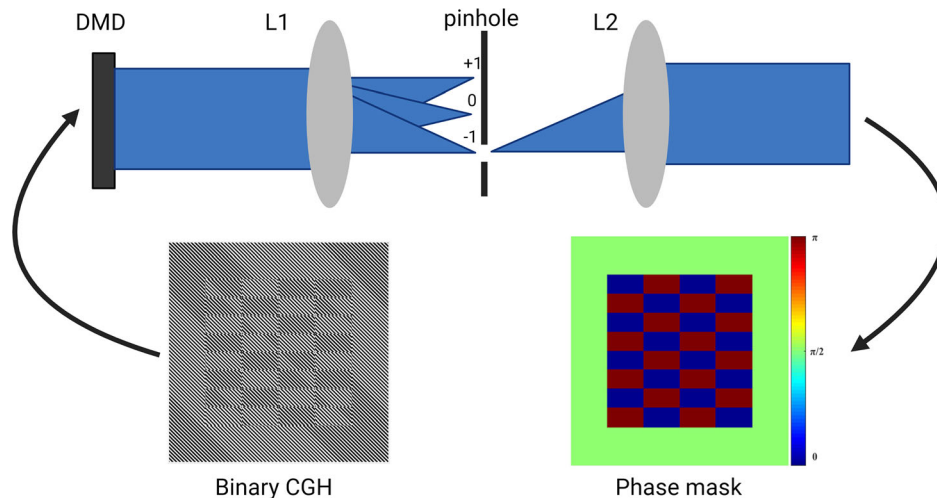 DMD
L1
pinhole
L2
+1
0
-1
π
π/2
0
Binary CGH
Phase mask